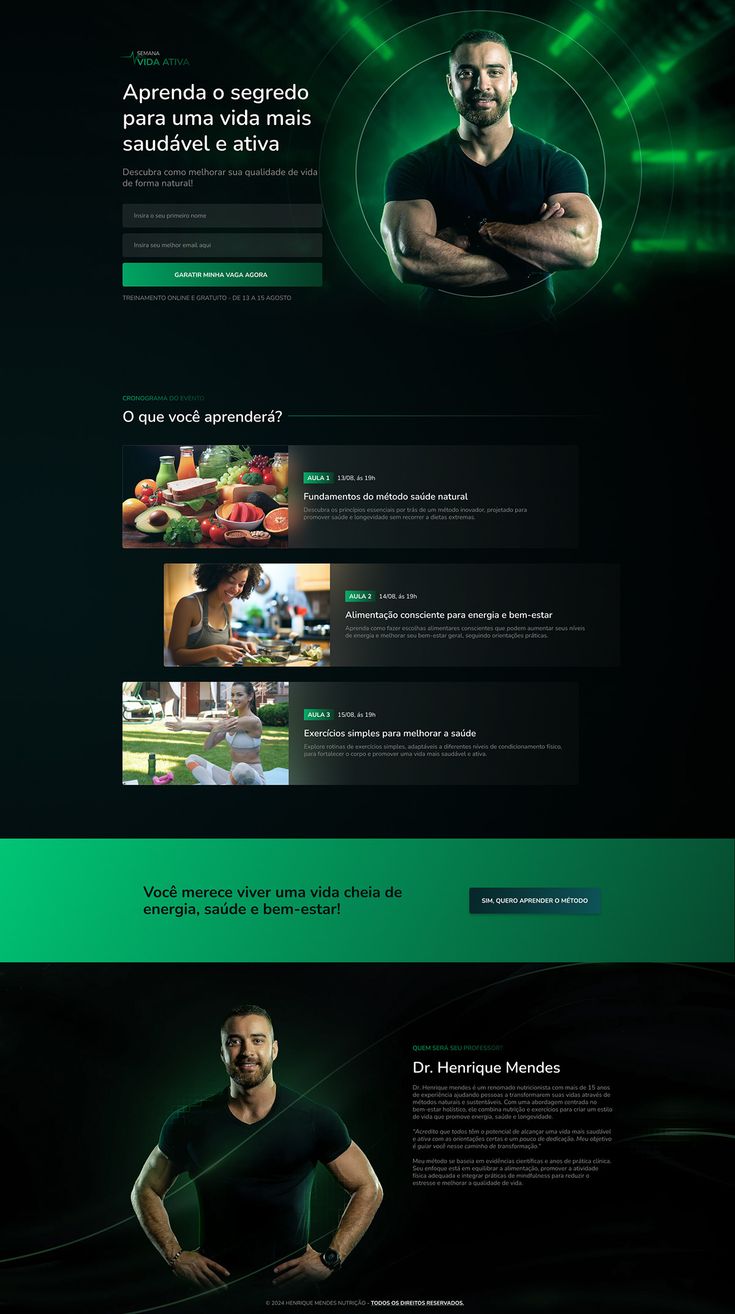 SEMANA
VIDA ATIVA
Aprenda o segredo
para uma vida mais
saudável e ativa
Descubra como melhorar sua qualidade de vida
de forma natural!
Insira o seu primeiro nome
Insira seu melhor email aqui
GARATIR MINHA VAGA AGORA
TREINAMENTO ONLINE E GRATUITO - DE 13 A 15 AGOSTO
CRONOGRAMA DO EVENTO
O que você aprenderá?
AULA 1 13/08, ás 19h
Fundamentos do método saúde natural
Descubra os princípios essenciais por trás de um método inovador, projetado para
promover saúde e longevidade sem recorrer a dietas extremas.
AULA 2 14/08, ás 19h
Alimentação consciente para energia e bem-estar
Aprenda como fazer escolhas alimentares conscientes que podem aumentar seus níveis
de energia e melhorar seu bem-estar geral, seguindo orientações práticas.
AULA 3 15/08, ás 19h
Exercícios simples para melhorar a saúde
Explore rotinas de exercícios simples, adaptáveis a diferentes níveis de condicionamento físico,
para fortalecer o corpo e promover uma vida mais saudável e ativa.
Você merece viver uma vida cheia de
energia, saúde e bem-estar!
SIM, QUERO APRENDER O MÉTODO
QUEM SERÁ SEU PROFESSOR?
Dr. Henrique Mendes
Dr. Henrique mendes é um renomado nutricionista com mais de 15 anos
de experiência ajudando pessoas a transformarem suas vidas através de
métodos naturais e sustentáveis. Com uma abordagem centrada no
bem-estar holístico, ele combina nutrição e exercícios para criar um estilo
de vida que promove energia, saúde e longevidade.
"Acredito que todos têm o potencial de alcançar uma vida mais saudável
e ativa com as orientações certas e um pouco de dedicação. Meu objetivo
é guiar você nesse caminho de transformação."
Meu método se baseia em evidências científicas e anos de prática clínica.
Seu enfoque está em equilibrar a alimentação, promover a atividade
física adequada e integrar práticas de mindfulness para reduzir o
estresse e melhorar a qualidade de vida.
© 2024 HENRIQUE MENDES NUTRIÇÃO - TODOS OS DIREITOS RESERVADOS.